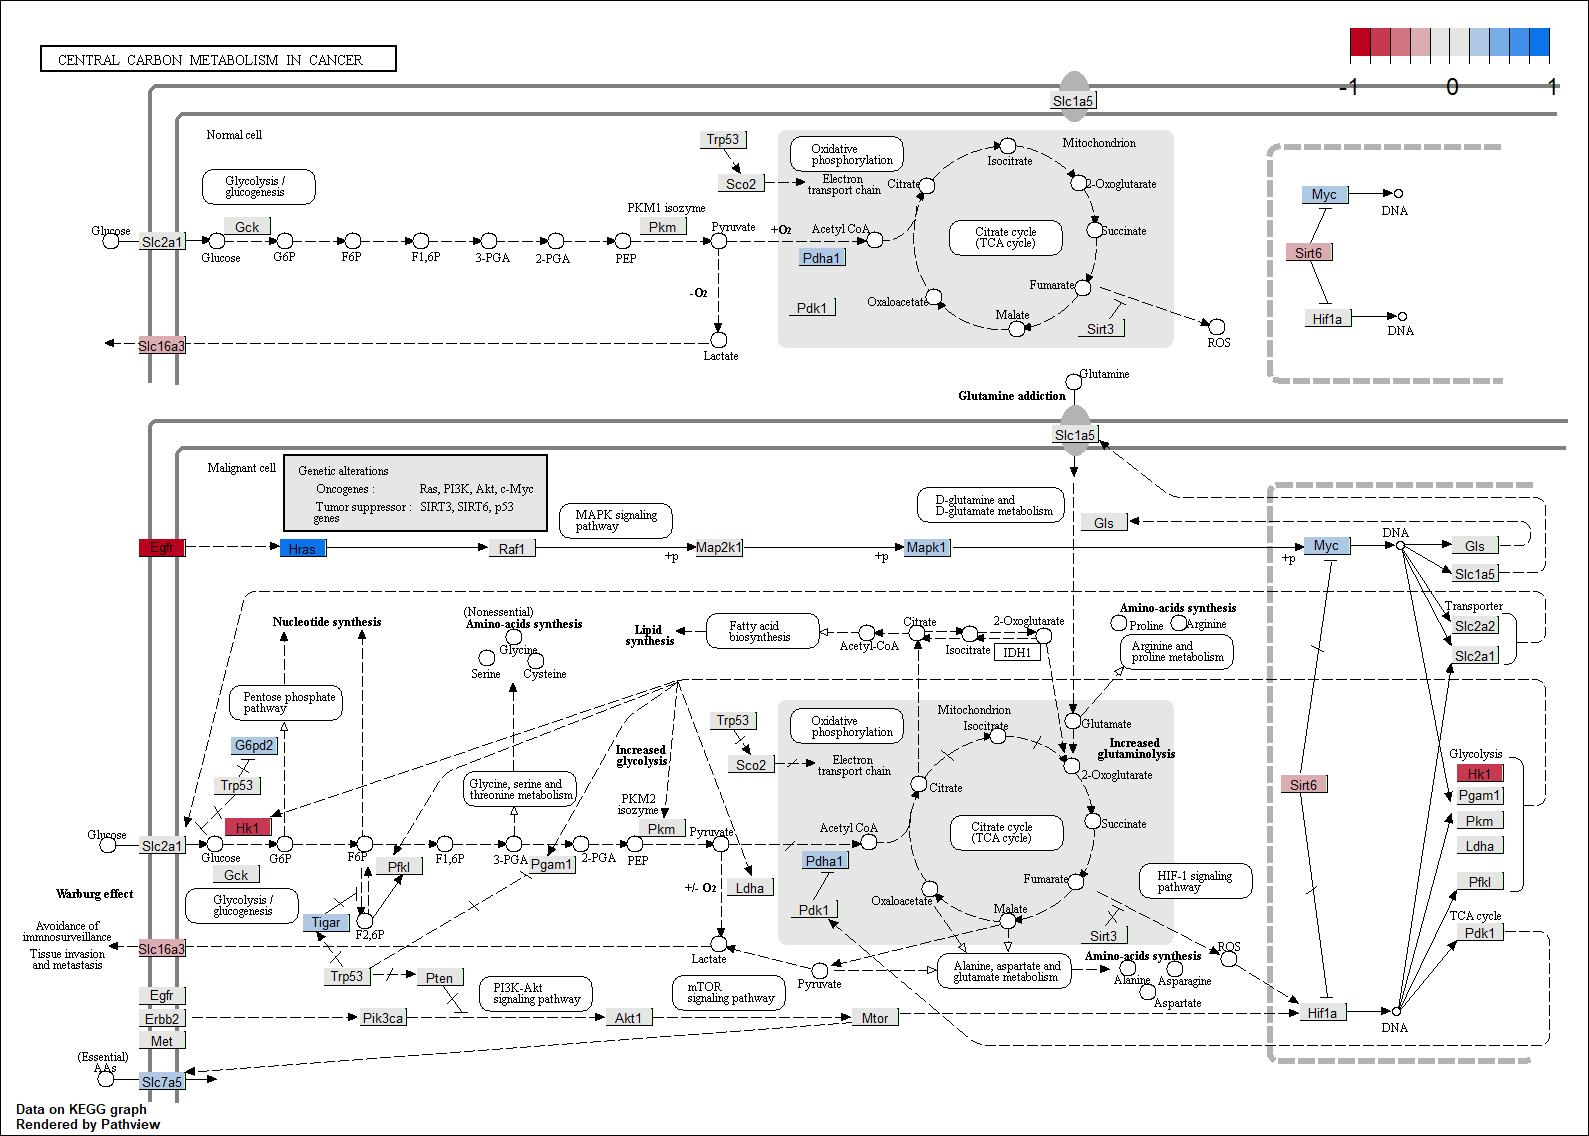 CENTRAL CARBON METABOLISM IN CANCER
-1 0 1
Slc1a5
Normal cell
Trp53
Sco2
Oxidative
phosphorylation
Electron
transport chain
Mitochondrion
Isocitrate
Citrate
2-Oxoglutarate
Glycolysis /
glucogenesis
Myc
DNA
PKM1 isozyme
Glucose
Slc2a1
Gck
Pkm
Pyruvate
+O2
Acetyl CoA
Citrate cycle
(TCA cycle)
Succinate
Glucose
G6P
F6P
F1,6P
3-PGA
2-PGA
PEP
Pdha1
Sirt6
-O2
Pdk1
Oxaloacetate
Fumarate
Malate
Sirt3
ROS
Hif1a
DNA
Slc16a3
Lactate
Glutamine
Glutamine addiction
Slc1a5
Malignant cell
Genetic alterations
Oncogenes : Ras, PI3K, Akt, c-Myc
Tumor suppressor : SIRT3, SIRT6, p53
genes
MAPK signaling
pathway
D-glutamine and
D-glutamate metabolism
Gls
Egfr
Hras
Raf1
+p
Map2k1
+p
Mapk1
+p
Myc
DNA
Gls
Slc1a5
Transporter
Slc2a2
Slc2a1
Nucleotide synthesis
(Nonessential)
Amino-acids synthesis
Glycine
Serine
Cysteine
Lipid
synthesis
Fatty acid
biosynthesis
Acetyl-CoA
Citrate
Isocitrate
2-Oxoglutarate
IDH1
Amino-acids synthesis
Proline
Arginine
Arginine and
proline metabolism
Pentose phosphate
pathway
G6pd2
Trp53
Hk1
Increased
glycolysis
Glycine, serine and
threonine metabolism
PKM2
isozyme
Pkm
Trp53
Sco2
Oxidative
phosphorylation
Electron
transport chain
Mitochondrion
Isocitrate
Glutamate
Increased
glutaminolysis
2-Oxoglutarate
Citrate
Glycolysis
Hk1
Pgam1
Pkm
Ldha
Pfkl
Sirt6
Glucose
Slc2a1
Glucose
Gck
G6P
F6P
Pfkl
F1,6P
3-PGA
Pgam1
2-PGA
PEP
Pyruvate
Acetyl CoA
Citrate cycle
(TCA cycle)
Succinate
Pdha1
+/- O2
Ldha
Pdk1
Oxaloacetate
Fumarate
Malate
Sirt3
HIF-1 signaling
pathway
TCA cycle
Pdk1
Warburg effect
Glycolysis /
glucogenesis
Tigar
F2,6P
Avoidance of
immnosurveillance
Tissue invasion
and metastasis
Slc16a3
Lactate
ROS
Trp53
Pten
PI3K-Akt
signaling pathway
mTOR
signaling pathway
Pyruvate
Alanine, aspartate and
glutamate metabolism
Amino-acids synthesis
Alanine
Asparagine
Aspartate
Egfr
Erbb2
Met
Pik3ca
Akt1
Mtor
Hif1a
DNA
(Essential)
AAs
Slc7a5
Data on KEGG graph
Rendered by Pathview